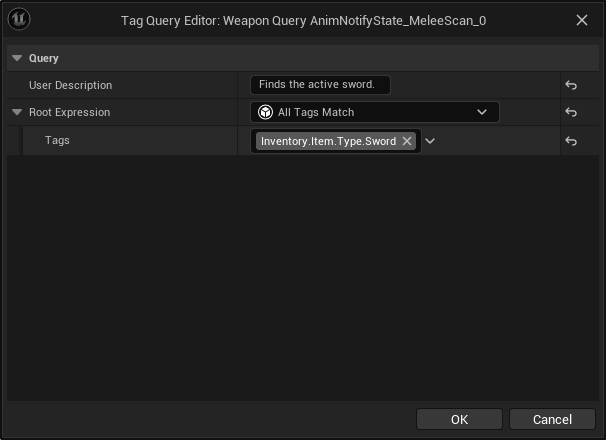 Tag Query Editor: Weapon Query AnimNotifyState_MeleeScan_0
Query
User Description Finds the active sword.
Root Expression All Tags Match
Tags Inventory.Item.Type.Sword
OK Cancel